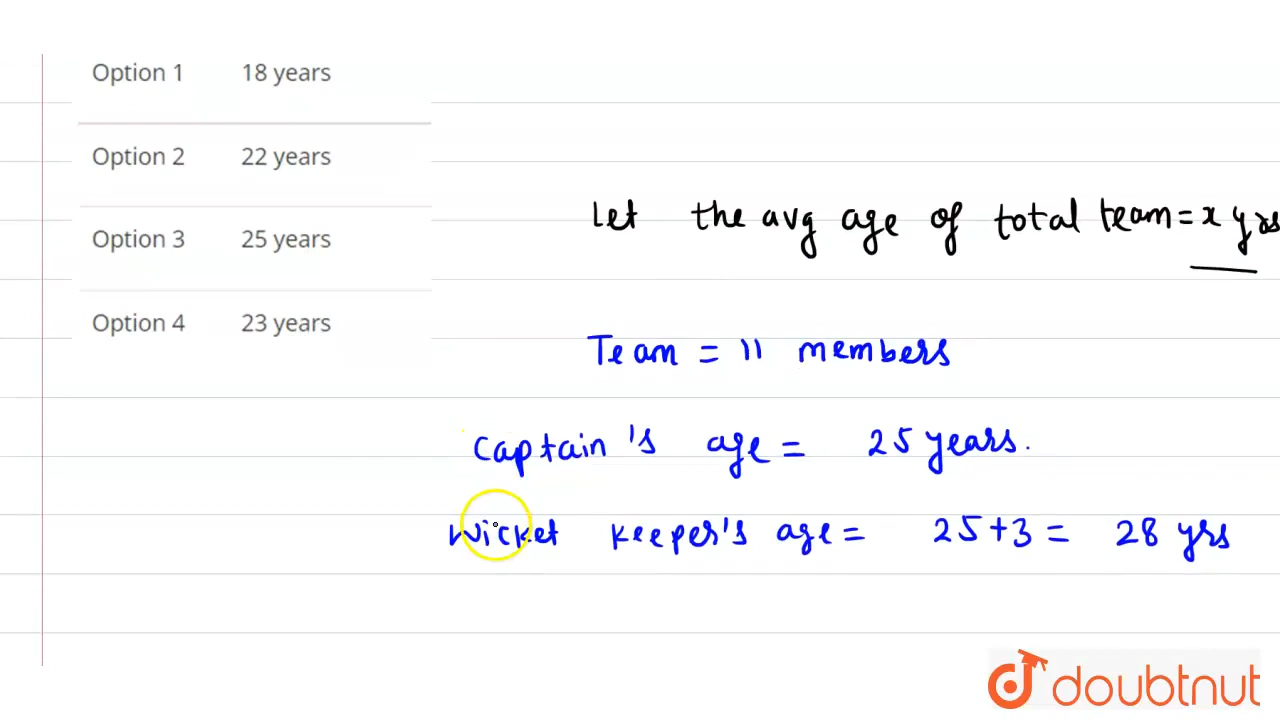 Option 1 18 years
Option 2 22 years
Option 3 25 years
Option 4 23 years
Let the avg age of total team = x yrs
Team = 11 members
Captain's age = 25 years.
Wicket keeper's age = 25+3 = 28 yrs
doubtnut